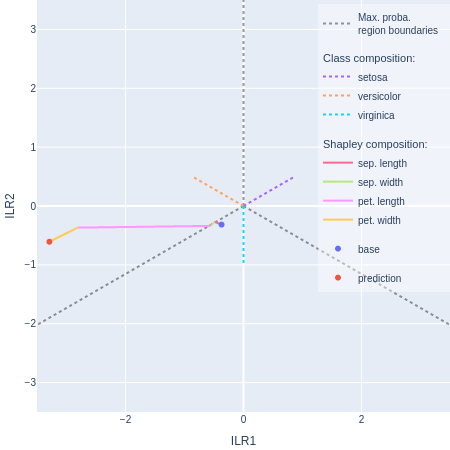 3
2
1
0
−1
−2
−3
−2
0
2
ILR1
ILR2
Max. proba.
region boundaries
Class composition:
setosa
versicolor
virginica
Shapley composition:
sep. length
sep. width
pet. length
pet. width
base
prediction